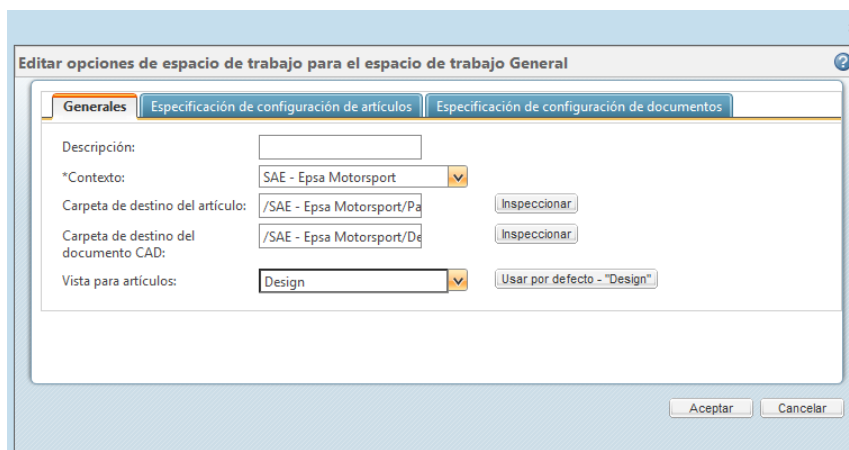 Editar opciones de espacio de trabajo para el espacio de trabajo General
?
Generales Especificación de configuración de artículos Especificación de configuración de documentos
Descripción:
*Contexto: SAE - Epsa Motorsport
Carpeta de destino del artículo: /SAE - Epsa Motorsport/Pa Inspeccionar
Carpeta de destino del
documento CAD: /SAE - Epsa Motorsport/De Inspeccionar
Vista para artículos: Design Usar por defecto - "Design"
Aceptar Cancelar